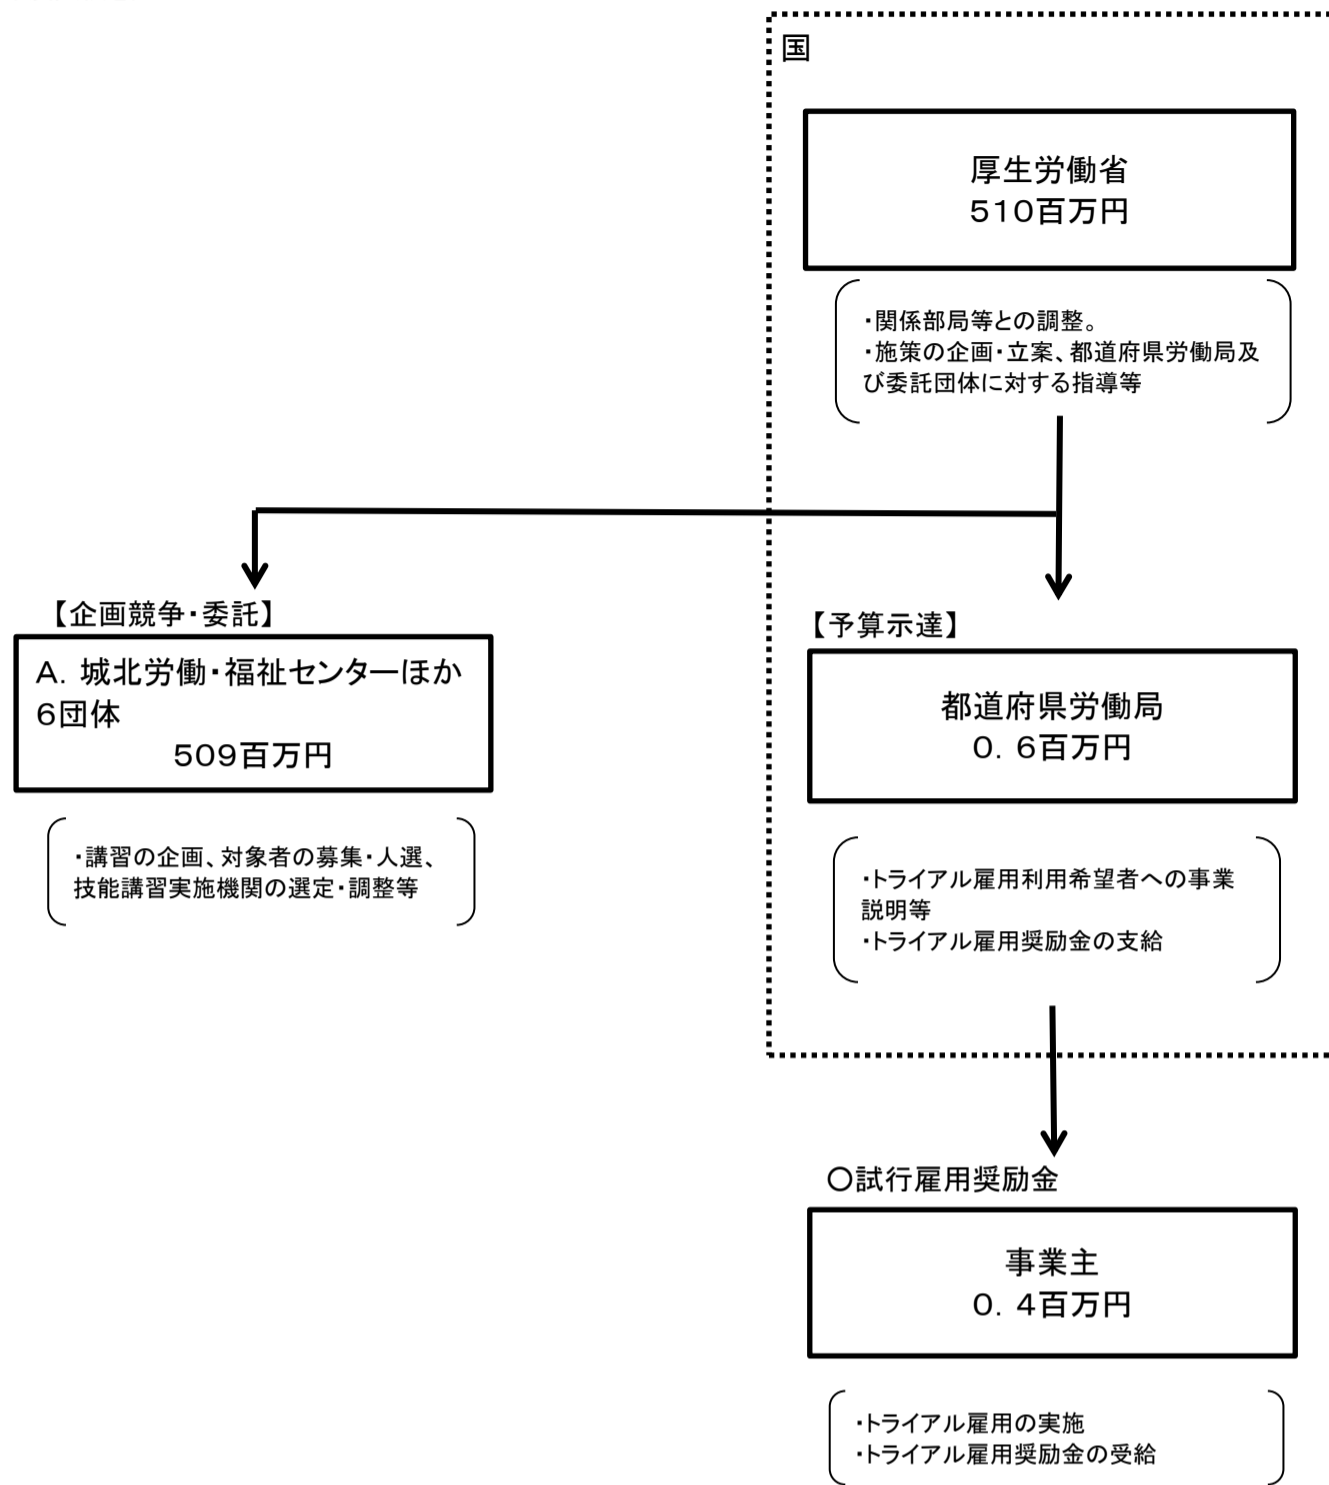 国
厚生労働省
510百万円
・関係部局等との調整。
・施策の企画・立案、都道府県労働局及
び委託団体に対する指導等
【企画競争・委託】
A. 城北労働・福祉センターほか
6団体
509百万円
・講習の企画、対象者の募集・人選、
技能講習実施機関の選定・調整等
【予算示達】
都道府県労働局
0. 6百万円
・トライアル雇用利用希望者への事業
説明等
・トライアル雇用奨励金の支給
○試行雇用奨励金
事業主
0. 4百万円
・トライアル雇用の実施
・トライアル雇用奨励金の受給